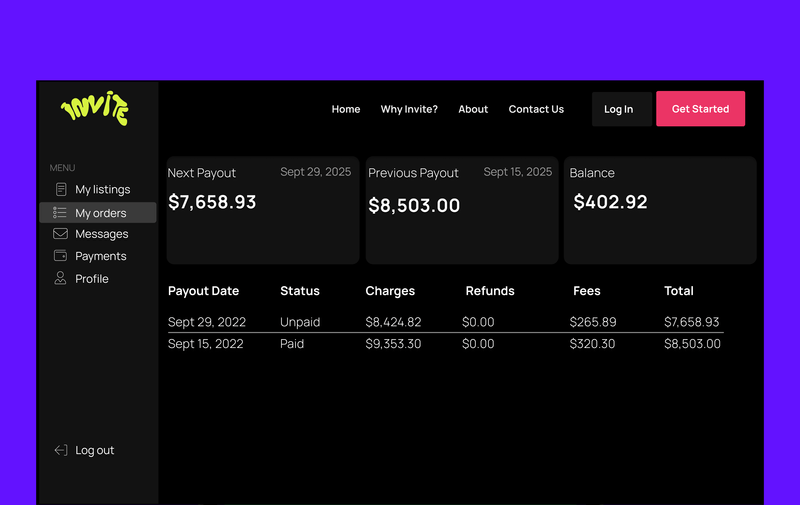 INVITE
Home Why Invite? About Contact Us Log In Get Started
MENU
My listings
My orders
Messages
Payments
Profile
Log out
Next Payout Sept 29, 2025
$7,658.93
Previous Payout Sept 15, 2025
$8,503.00
Balance
$402.92
Payout Date Status Charges Refunds Fees Total
Sept 29, 2022 Unpaid $8,424.82 $0.00 $265.89 $7,658.93
Sept 15, 2022 Paid $9,353.30 $0.00 $320.30 $8,503.00